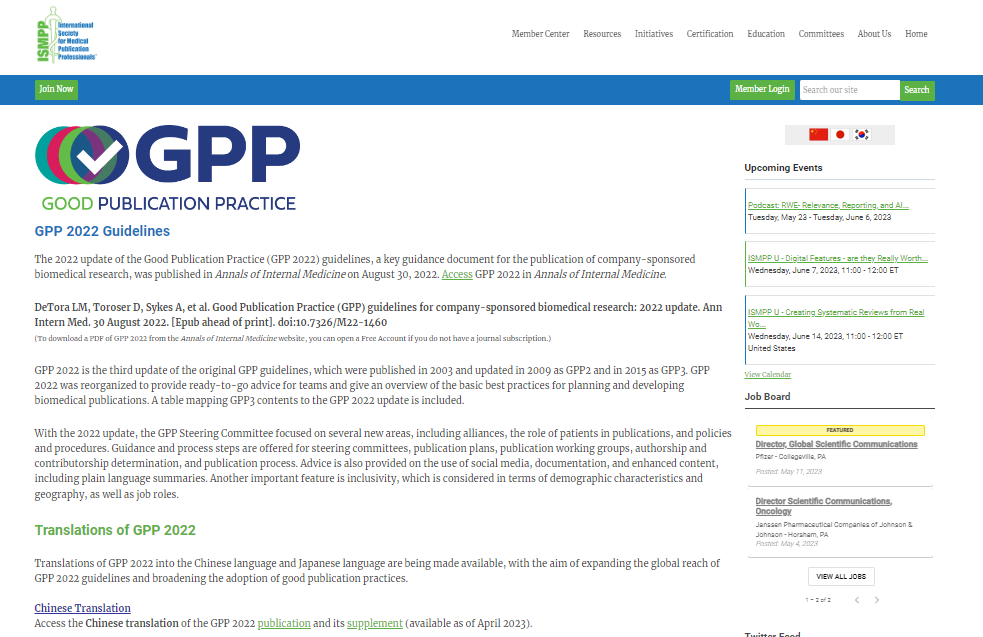 ISMPP
International
Society
for Medical
Publication
Professionals
Member Center Resources Initiatives Certification Education Committees About Us Home
Join Now
Member Login Search our site Search
GPP
GOOD PUBLICATION PRACTICE
GPP 2022 Guidelines
The 2022 update of the Good Publication Practice (GPP 2022) guidelines, a key guidance document for the publication of company-sponsored
biomedical research, was published in Annals of Internal Medicine on August 30, 2022. Access GPP 2022 in Annals of Internal Medicine.
DeTora LM, Toroser D, Sykes A, et al. Good Publication Practice (GPP) guidelines for company-sponsored biomedical research: 2022 update. Ann
Intern Med. 30 August 2022. [Epub ahead of print]. doi:10.7326/M22-1460
(To download a PDF of GPP 2022 from the Annals of Internal Medicine website, you can open a Free Account if you do not have a journal subscription.)
GPP 2022 is the third update of the original GPP guidelines, which were published in 2003 and updated in 2009 as GPP2 and in 2015 as GPP3. GPP
2022 was reorganized to provide ready-to-go advice for teams and give an overview of the basic best practices for planning and developing
biomedical publications. A table mapping GPP3 contents to the GPP 2022 update is included.
With the 2022 update, the GPP Steering Committee focused on several new areas, including alliances, the role of patients in publications, and policies
and procedures. Guidance and process steps are offered for steering committees, publication plans, publication working groups, authorship and
contributorship determination, and publication process. Advice is also provided on the use of social media, documentation, and enhanced content,
including plain language summaries. Another important feature is inclusivity, which is considered in terms of demographic characteristics and
geography, as well as job roles.
Translations of GPP 2022
Translations of GPP 2022 into the Chinese language and Japanese language are being made available, with the aim of expanding the global reach of
GPP 2022 guidelines and broadening the adoption of good publication practices.
Chinese Translation
Access the Chinese translation of the GPP 2022 publication and its supplement (available as of April 2023).
Upcoming Events
Podcast: RWE- Relevance, Reporting, and AI...
Tuesday, May 23 - Tuesday, June 6, 2023
ISMPP U - Digital Features - are they Really Worth...
Wednesday, June 7, 2023, 11:00 - 12:00 ET
ISMPP U - Creating Systematic Reviews from Real
Wo...
Wednesday, June 14, 2023, 11:00 - 12:00 ET
United States
View Calendar
Job Board
FEATURED
Director, Global Scientific Communications
Pfizer - Collegeville, PA
Posted: May 11, 2023
Director Scientific Communications,
Oncology
Janssen Pharmaceutical Companies of Johnson &
Johnson - Horsham, PA
Posted: May 4, 2023
VIEW ALL JOBS
1 – 2 of 2
Twitter Feed